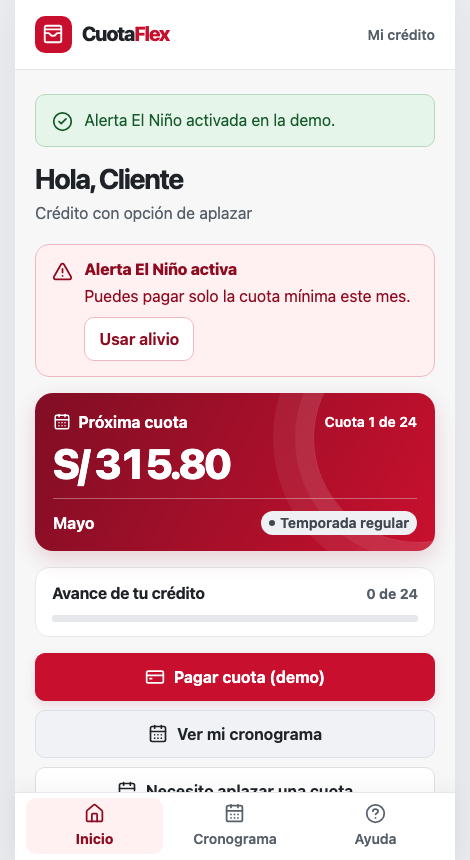 CuotaFlex
Mi crédito
Alerta El Niño activada en la demo.
Hola, Cliente
Crédito con opción de aplazar
Alerta El Niño activa
Puedes pagar solo la cuota mínima este mes.
Usar alivio
Próxima cuota
Cuota 1 de 24
S/ 315.80
Mayo
Temporada regular
Avance de tu crédito
0 de 24
Pagar cuota (demo)
Ver mi cronograma
Necesito aplazar una cuota
Inicio
Cronograma
Ayuda